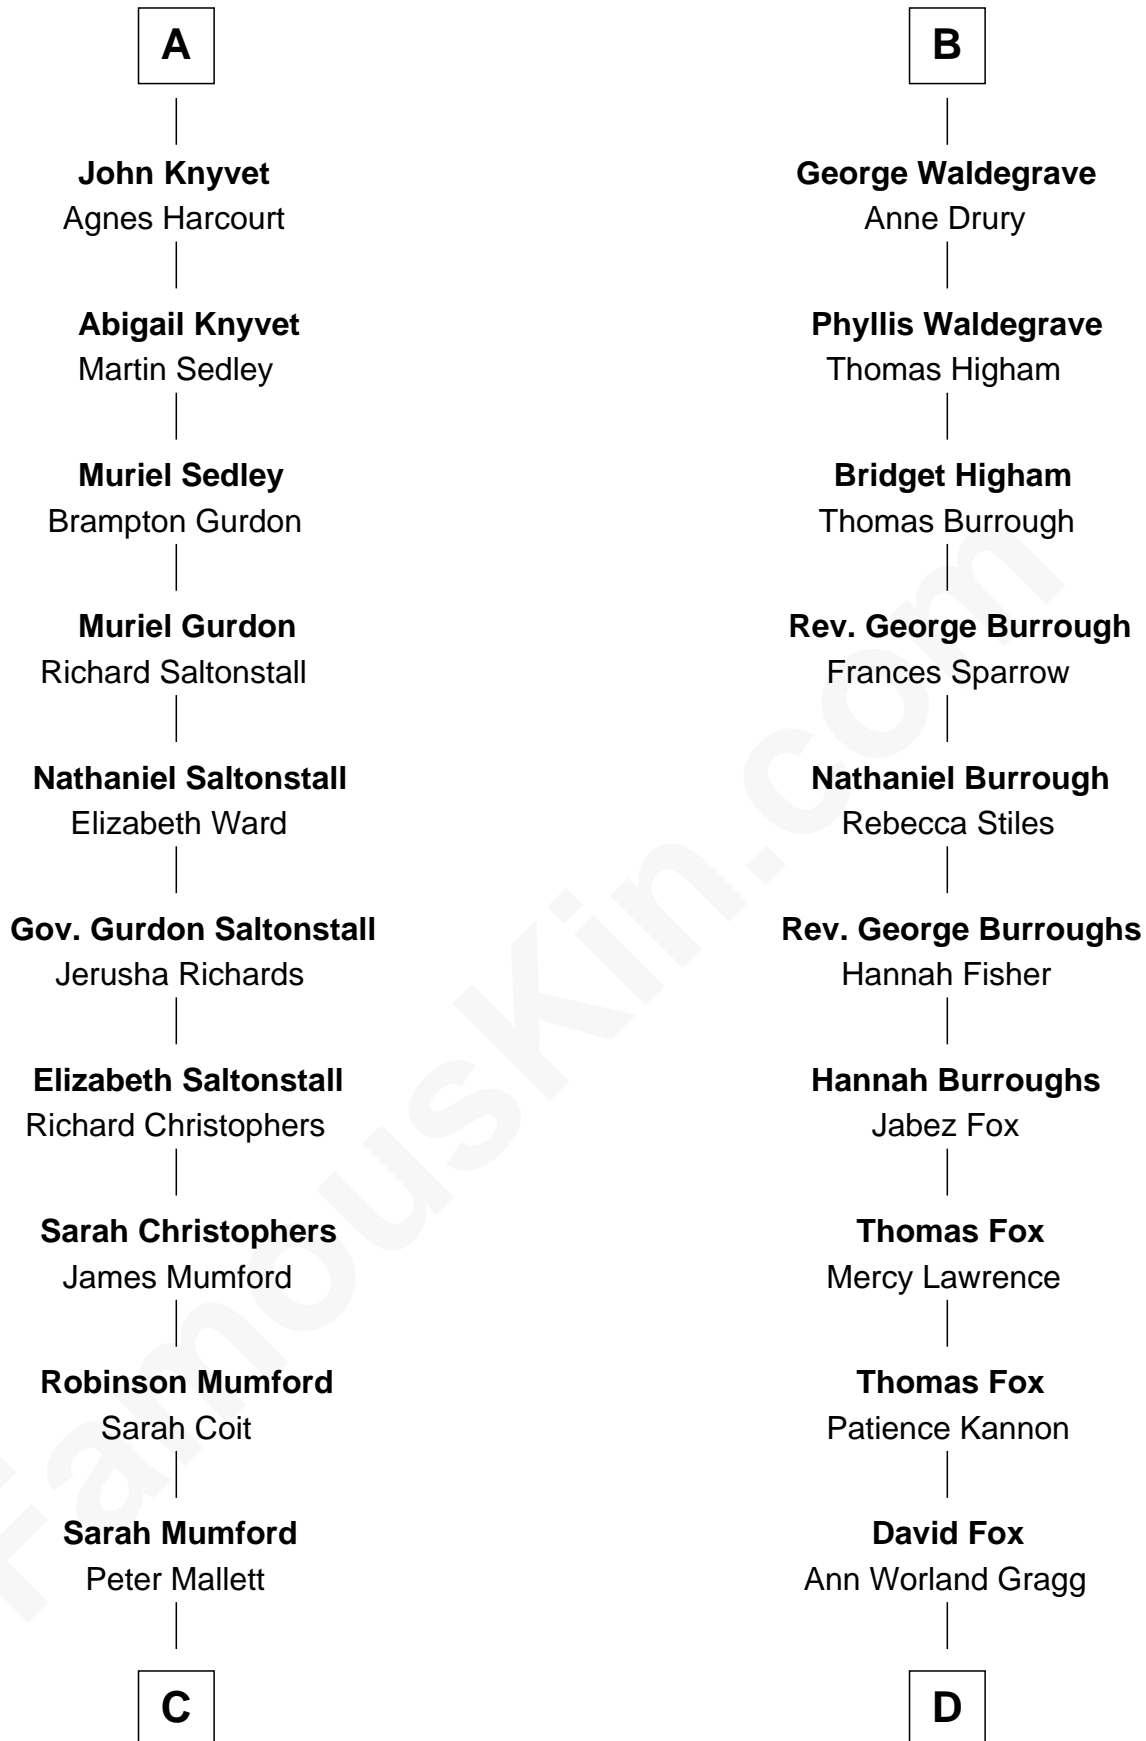 A
John Knyvet
Agnes Harcourt
Abigail Knyvet
Martin Sedley
Muriel Sedley
Brampton Gurdon
Muriel Gurdon
Richard Saltonstall
Nathaniel Saltonstall
Elizabeth Ward
Gov. Gurdon Saltonstall
Jerusha Richards
Elizabeth Saltonstall
Richard Christophers
Sarah Christophers
James Mumford
Robinson Mumford
Sarah Coit
Sarah Mumford
Peter Mallett
C
B
George Waldegrave
Anne Drury
Phyllis Waldegrave
Thomas Higham
Bridget Higham
Thomas Burrough
Rev. George Burrough
Frances Sparrow
Nathaniel Burrough
Rebecca Stiles
Rev. George Burroughs
Hannah Fisher
Hannah Burroughs
Jabez Fox
Thomas Fox
Mercy Lawrence
Thomas Fox
Patience Kannon
David Fox
Ann Worland Gragg
D
FamousKin.com